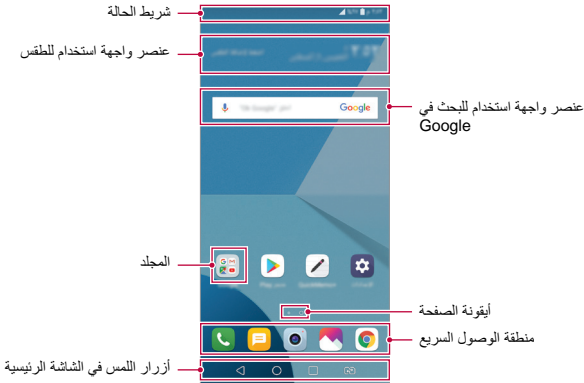 شريط الحالة
عنصر واجهة استخدام للطقس
Google
عنصر واجهة استخدام للبحث في
Google
المجلد
أيقونة الصفحة
منطقة الوصول السريع
أزرار اللمس في الشاشة الرئيسية